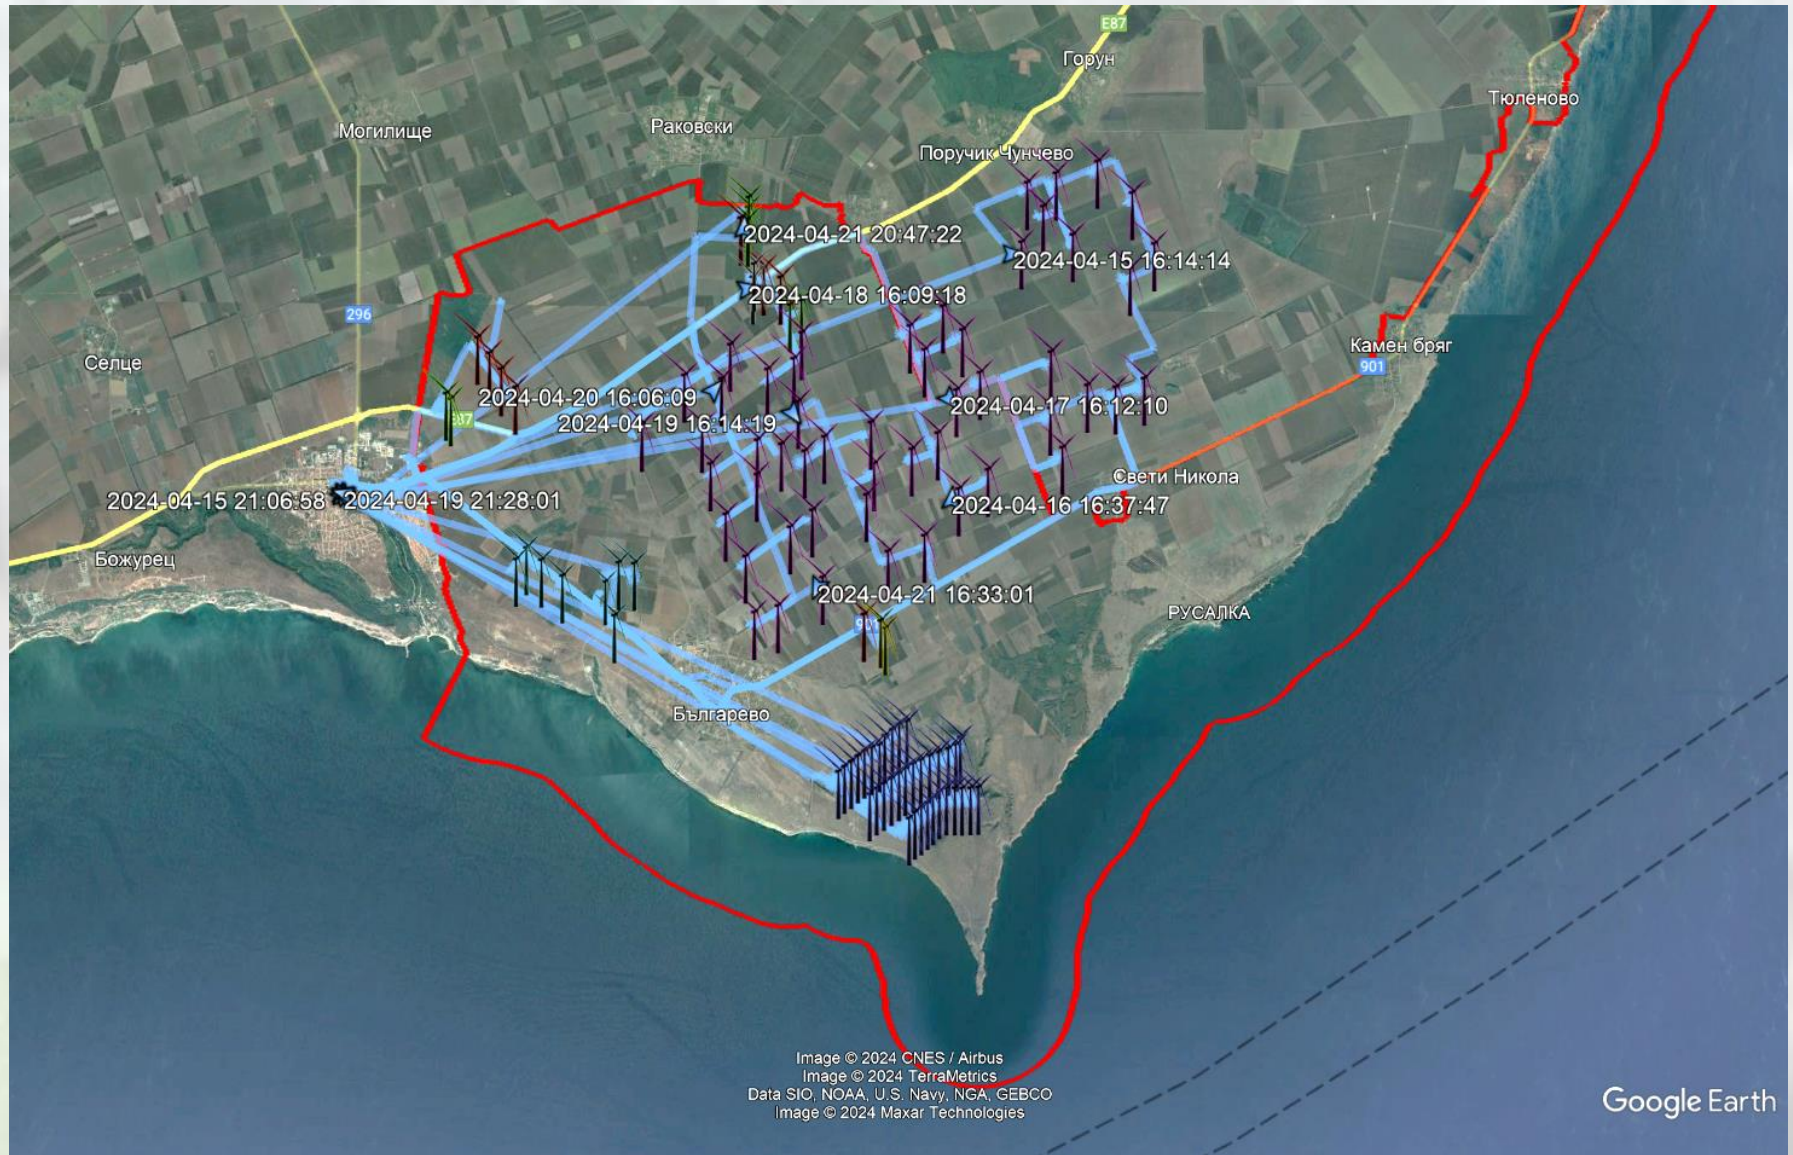 E87
Горун
Тюленово
Могилище
Раковски
Поручик Чунчево
2024-04-21 20:47:22
2024-04-15 16:14:14
2024-04-18 16:09:18
296
Селце
Камен бряг
901
2024-04-20 16:06:09
2024-04-17 16:12:10
E87
2024-04-19 16:14:19
Свети Никола
2024-04-15 21:06:58
2024-04-19 21:28:01
2024-04-16 16:37:47
Божурец
2024-04-21 16:33:01
РУСАЛКА
901
Българево
Image © 2024 CNES / Airbus
Image © 2024 TerraMetrics
Data SIO, NOAA, U.S. Navy, NGA, GEBCO
Image © 2024 Maxar Technologies
Google Earth